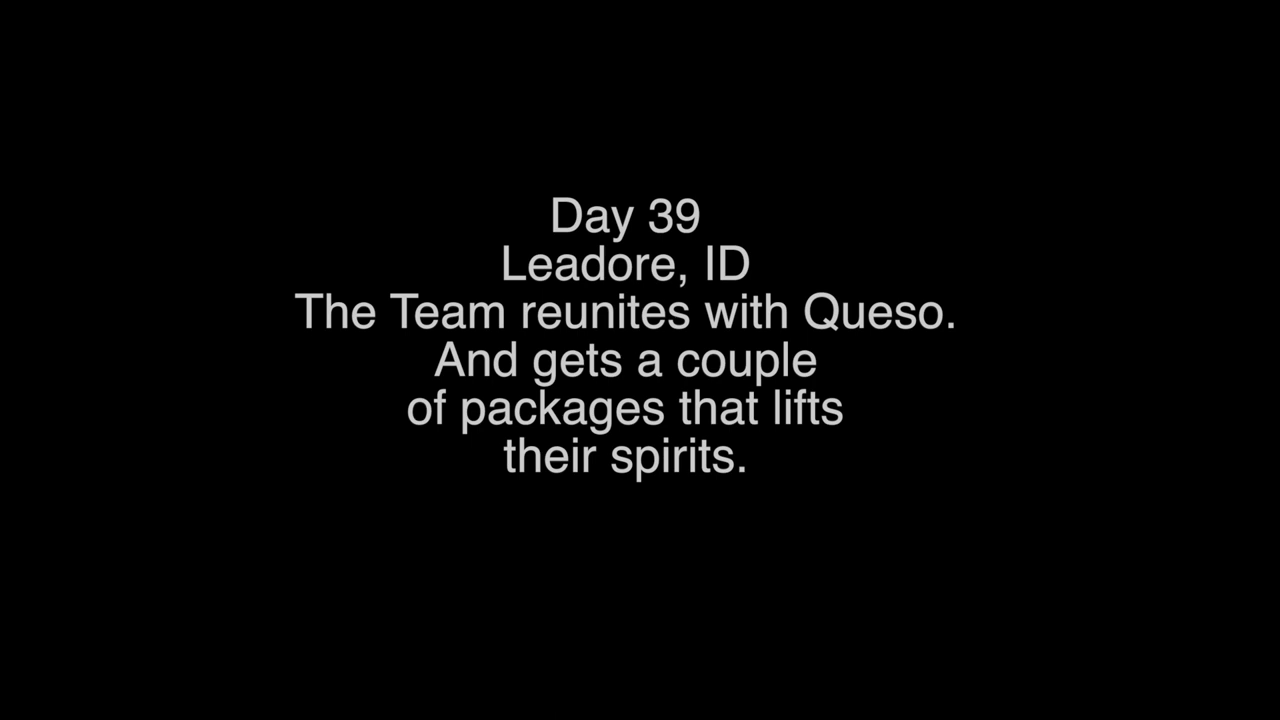 Day 39
Leadore, ID
The Team reunites with Queso.
And gets a couple
of packages that lifts
their spirits.